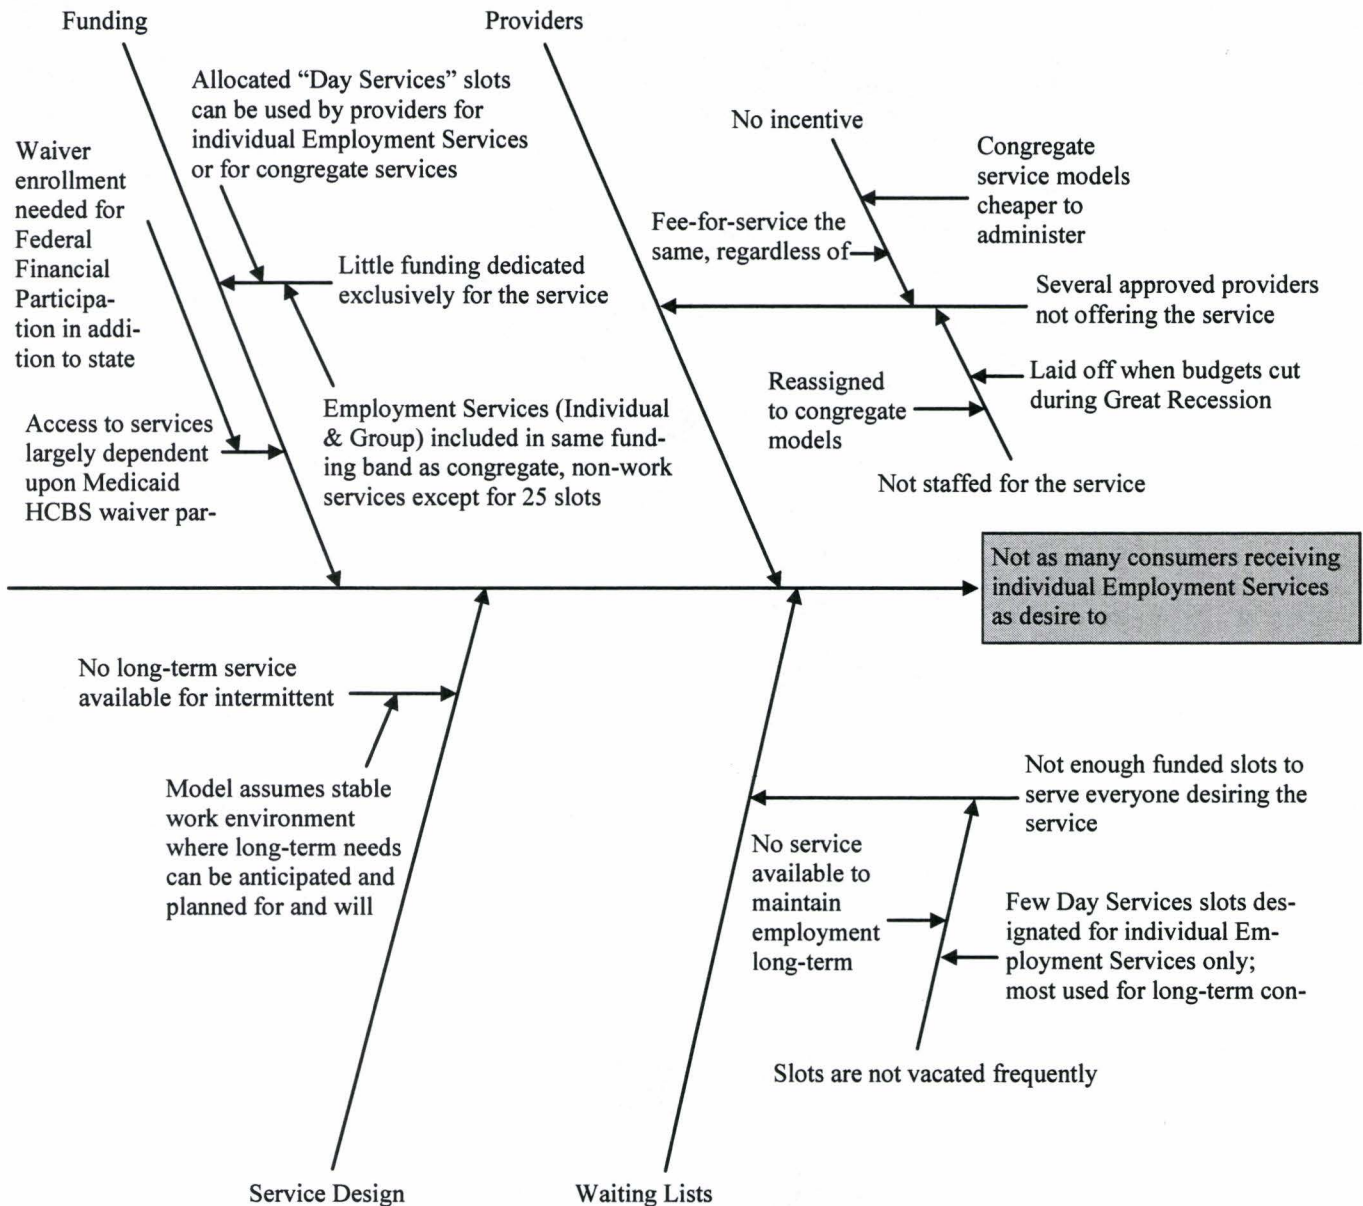 Funding
Providers
Allocated “Day Services” slots
can be used by providers for
individual Employment Services
or for congregate services
Waiver
enrollment
needed for
Federal
Financial
Participa-
tion in addi-
tion to state
Little funding dedicated
exclusively for the service
Access to services
largely dependent
upon Medicaid
HCBS waiver par-
Employment Services (Individual
& Group) included in same fund-
ing band as congregate, non-work
services except for 25 slots
No incentive
Congregate
service models
cheaper to
administer
Fee-for-service the
same, regardless of
Several approved providers
not offering the service
Reassigned
to congregate
models
Laid off when budgets cut
during Great Recession
Not staffed for the service
Not as many consumers receiving
individual Employment Services
as desire to
No long-term service
available for intermittent
Model assumes stable
work environment
where long-term needs
can be anticipated and
planned for and will
Not enough funded slots to
serve everyone desiring the
service
No service
available to
maintain
employment
long-term
Few Day Services slots des-
ignated for individual Em-
ployment Services only;
most used for long-term con-
Slots are not vacated frequently
Service Design
Waiting Lists